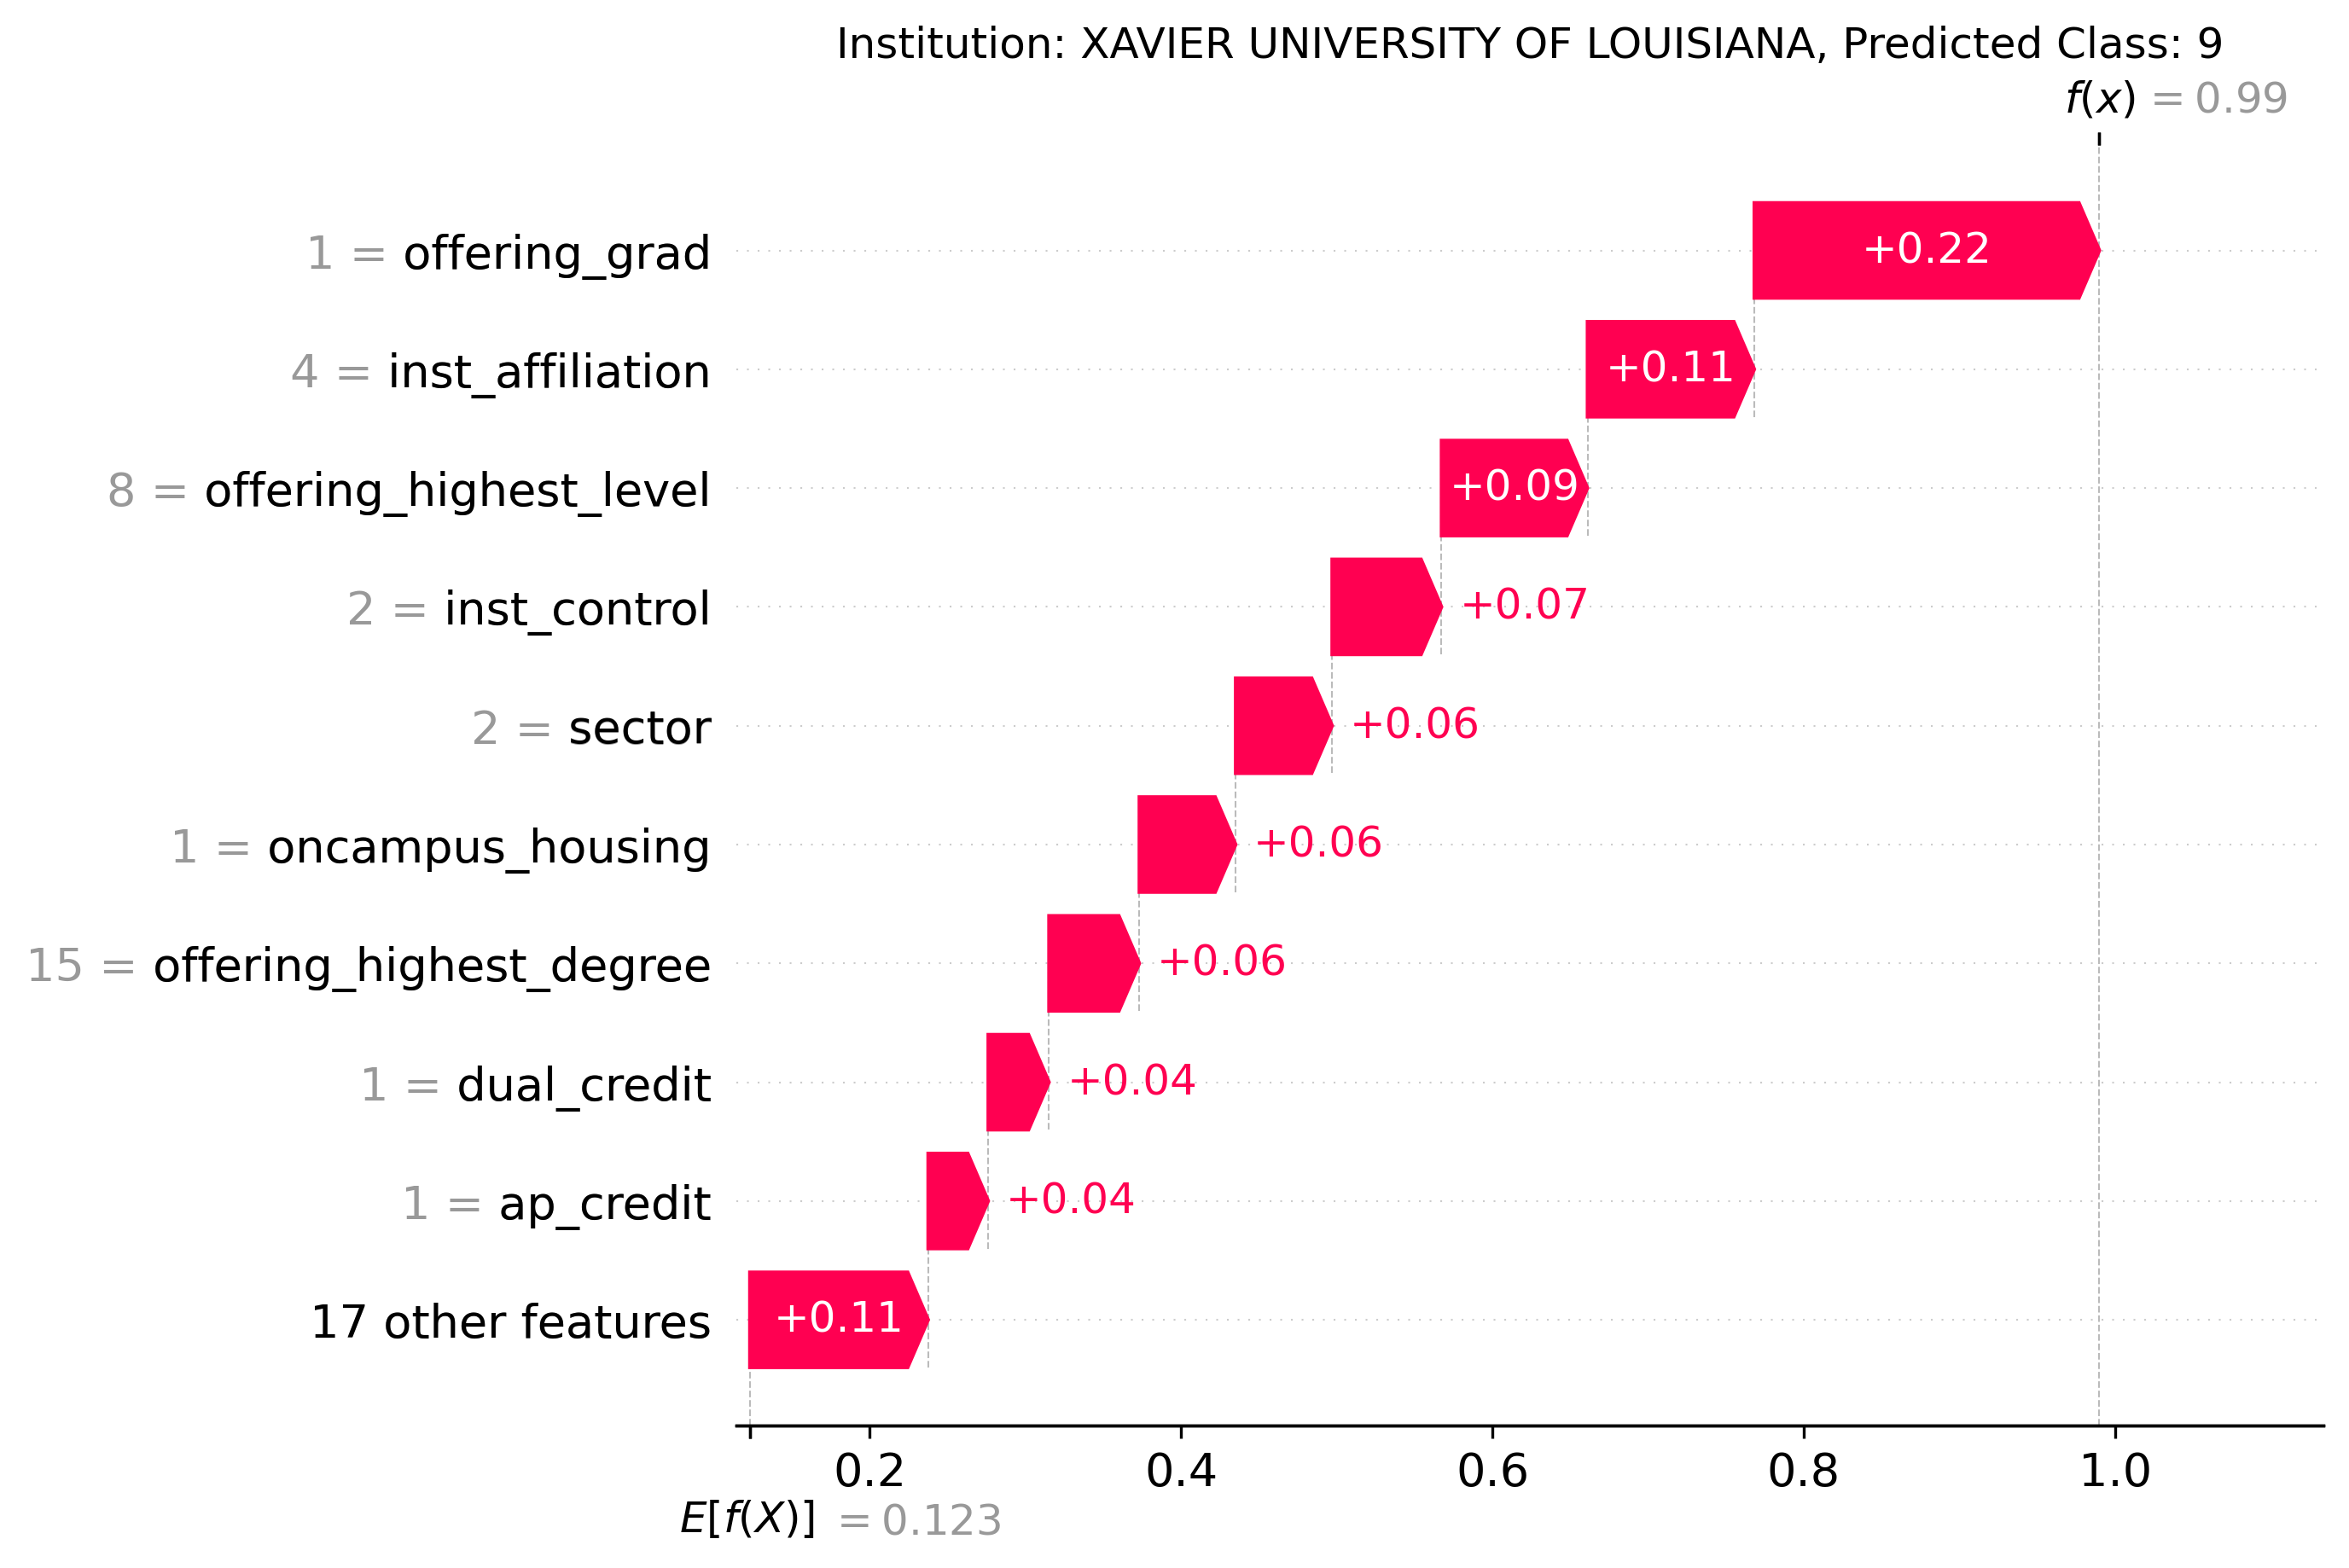 Institution: XAVIER UNIVERSITY OF LOUISIANA, Predicted Class: 9
f(x) = 0.99
1 = offering_grad +0.22
4 = inst_affiliation +0.11
8 = offering_highest_level +0.09
2 = inst_control +0.07
2 = sector +0.06
1 = oncampus_housing +0.06
15 = offering_highest_degree +0.06
1 = dual_credit +0.04
1 = ap_credit +0.04
17 other features +0.11
0.2 0.4 0.6 0.8 1.0
E[f(X)] = 0.123